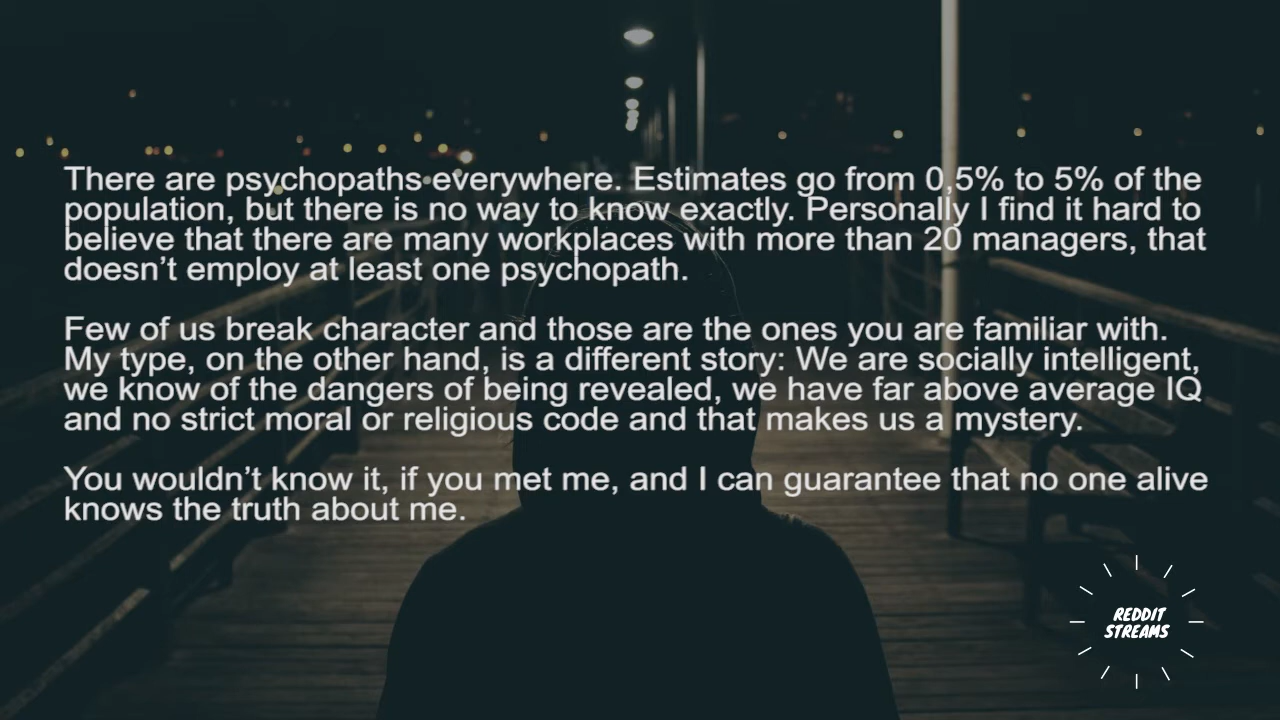 There are psychopaths everywhere. Estimates go from 0,5% to 5% of the
population, but there is no way to know exactly. Personally I find it hard to
believe that there are many workplaces with more than 20 managers, that
doesn't employ at least one psychopath.
Few of us break character and those are the ones you are familiar with.
My type, on the other hand, is a different story: We are socially intelligent,
we know of the dangers of being revealed, we have far above average IQ
and no strict moral or religious code and that makes us a mystery.
You wouldn't know it, if you met me, and I can guarantee that no one alive
knows the truth about me.
REDDIT
STREAMS